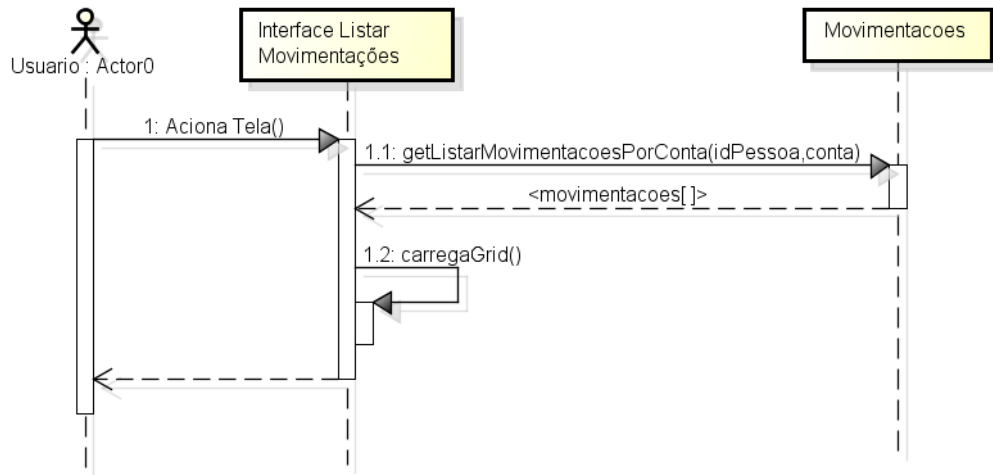 Interface Listar
Movimentações
Movimentacoes
Usuario : Actor0
1: Aciona Tela()
1.1: getListarMovimentacoesPorConta(idPessoa,conta)
<movimentacoes[ ]>
1.2: carregaGrid()